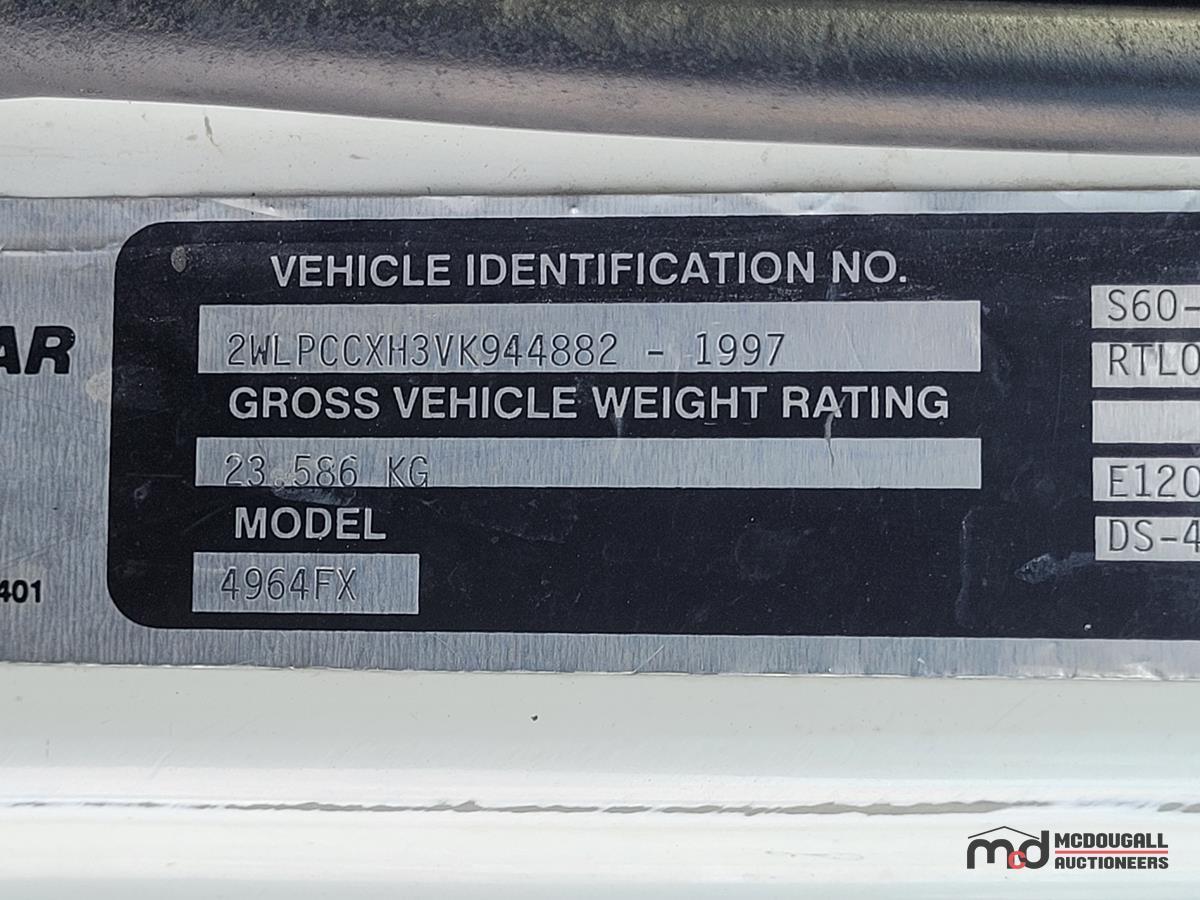 AR
401
VEHICLE IDENTIFICATION NO.
2WLPCCXH3VK944882 - 1997
GROSS VEHICLE WEIGHT RATING
23.586 KG
MODEL
4964FX
S60-
RTLO
E120
DS-4
mcd MCDOUGALL
AUCTIONEERS